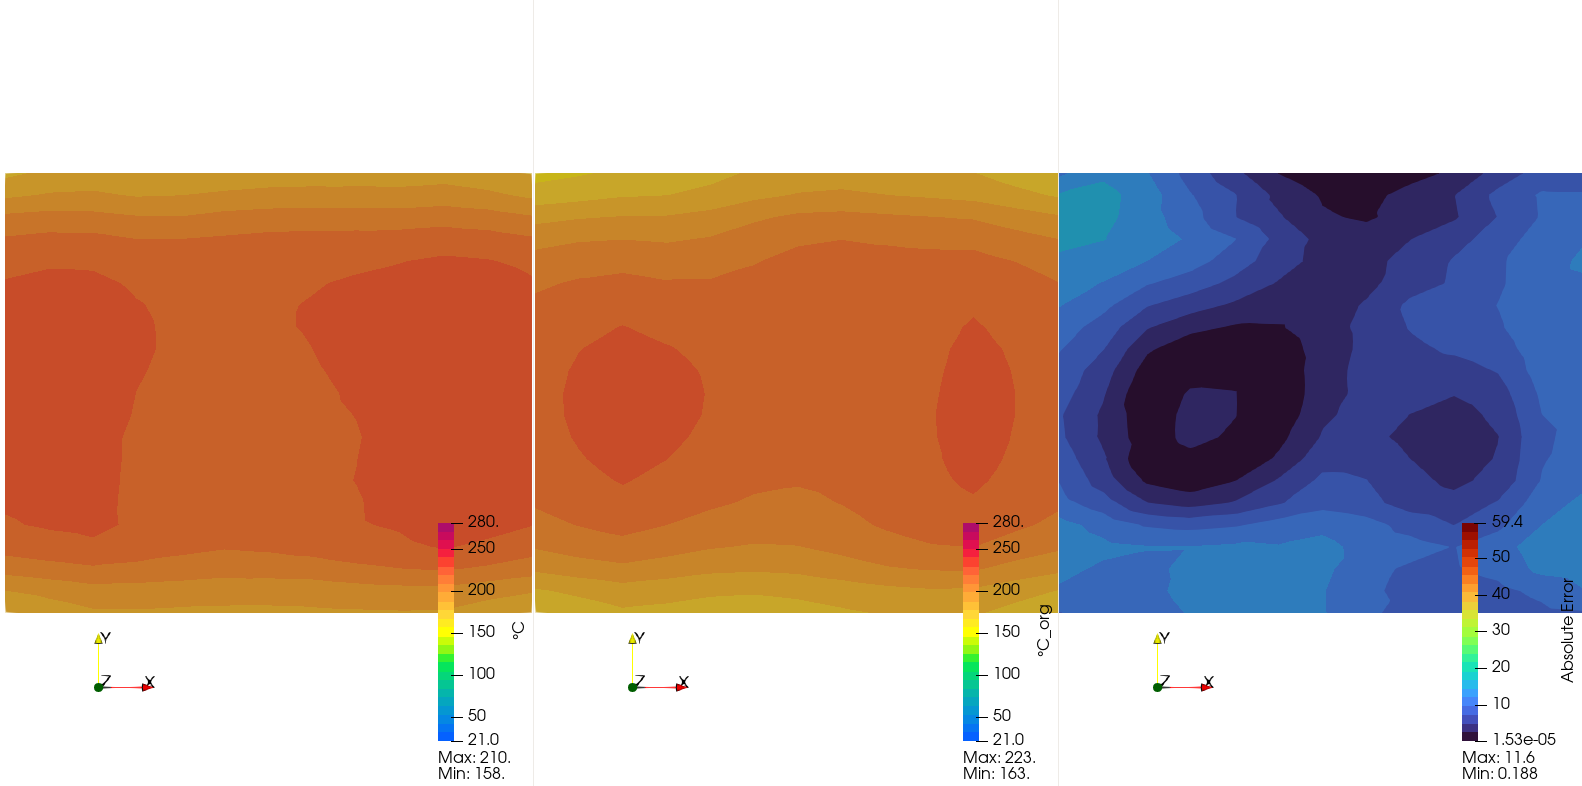 280.
250
200
150
100
50
21.0
°C
Max: 210.
Min: 158.
Y
Z
X
280.
250
200
150
100
50
21.0
°C_org
Max: 223.
Min: 163.
Y
Z
X
59.4
50
40
30
20
10
1.53e-05
Absolute Error
Max: 11.6
Min: 0.188
Y
Z
X